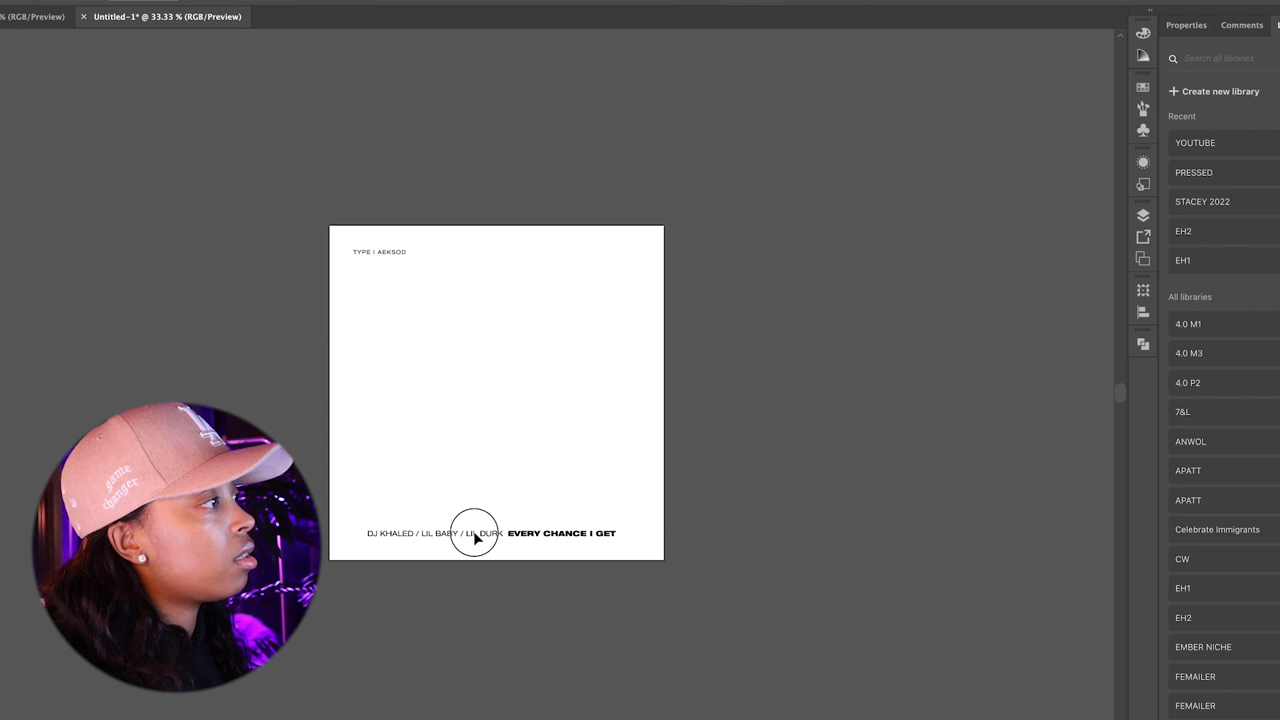 % (RGB/Preview)
× Untitled-1* @ 33.33 % (RGB/Preview)
Properties Comments
Search all libraries
+ Create new library
Recent
YOUTUBE
PRESSED
STACEY 2022
EH2
EH1
All libraries
4.0 M1
4.0 M3
4.0 P2
7&L
ANWOL
APATT
APATT
Celebrate Immigrants
CW
EH1
EH2
EMBER NICHE
FEMAILER
FEMAILER
TYPE | AEKSOD
DJ KHALED / LIL BABY / LIL DURK EVERY CHANCE I GET
game
changer